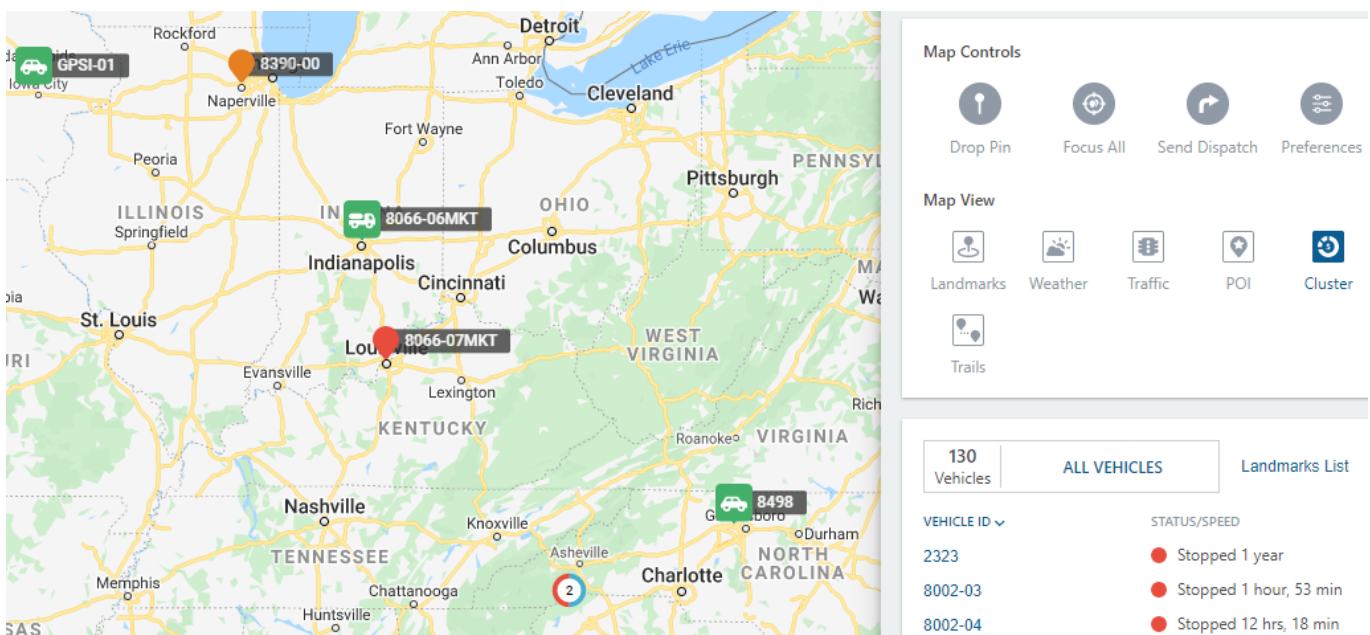 Rockford
Detroit
GPSI-01
8390-00
Ann Arbor
Lake Erie
Iowa City
Toledo
Naperville
Cleveland
Fort Wayne
Peoria
PENNSYL
Pittsburgh
ILLINOIS
IN
8066-06MKT
OHIO
Springfield
Columbus
Indianapolis
Cincinnati
St. Louis
WEST
VIRGINIA
8066-07MKT
Evansville
Lexington
Rich
KENTUCKY
Roanoke
VIRGINIA
Nashville
8498
Knoxville
Durham
TENNESSEE
Asheville
NORTH
CAROLINA
Charlotte
Memphis
Chattanooga
2
Huntsville
SAS
Map Controls
Drop Pin
Focus All
Send Dispatch
Preferences
Map View
Landmarks
Weather
Traffic
POI
Cluster
Trails
130
Vehicles
ALL VEHICLES
Landmarks List
VEHICLE ID
STATUS/SPEED
2323
Stopped 1 year
8002-03
Stopped 1 hour, 53 min
8002-04
Stopped 12 hrs, 18 min